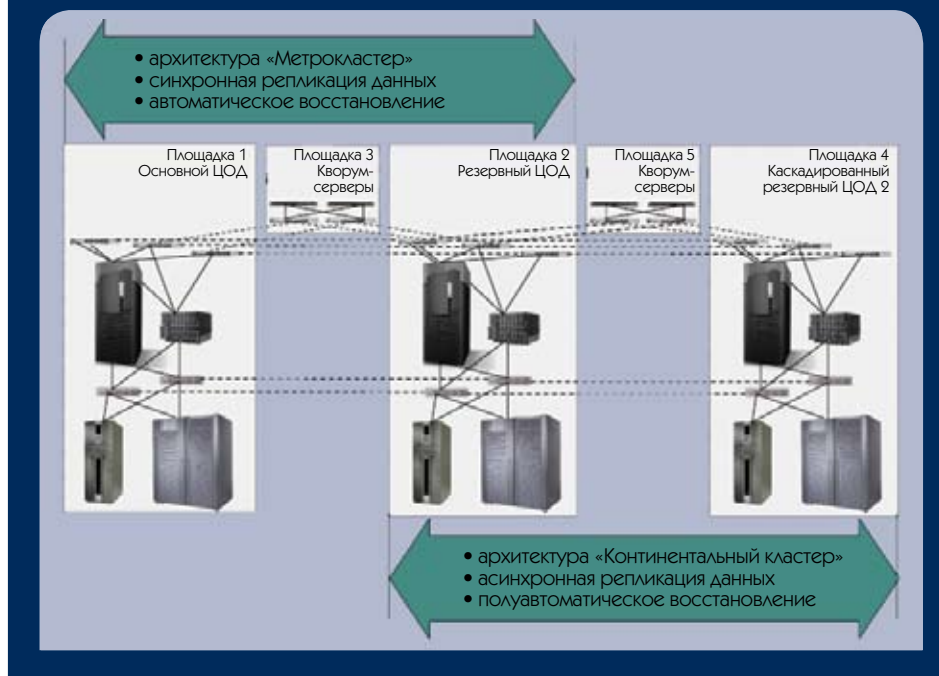 • архитектура «Метрокластер»
• синхронная репликация данных
• автоматическое восстановление
Площадка 1
Основной ЦОД
Площадка 3
Кворум-
серверы
Площадка 2
Резервный ЦОД
Площадка 5
Кворум-
серверы
Площадка 4
Каскадированный
резервный ЦОД 2
• архитектура «Континентальный кластер»
• асинхронная репликация данных
• полуавтоматическое восстановление